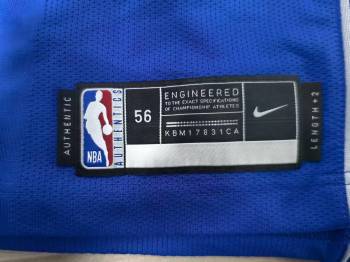 AUTHENTIC
NBA
AUTHENTICS
56
ENGINEERED
TO THE EXACT SPECIFICATIONS
OF CHAMPIONSHIP ATHLETES
KBM17831CA
LENGTH +2